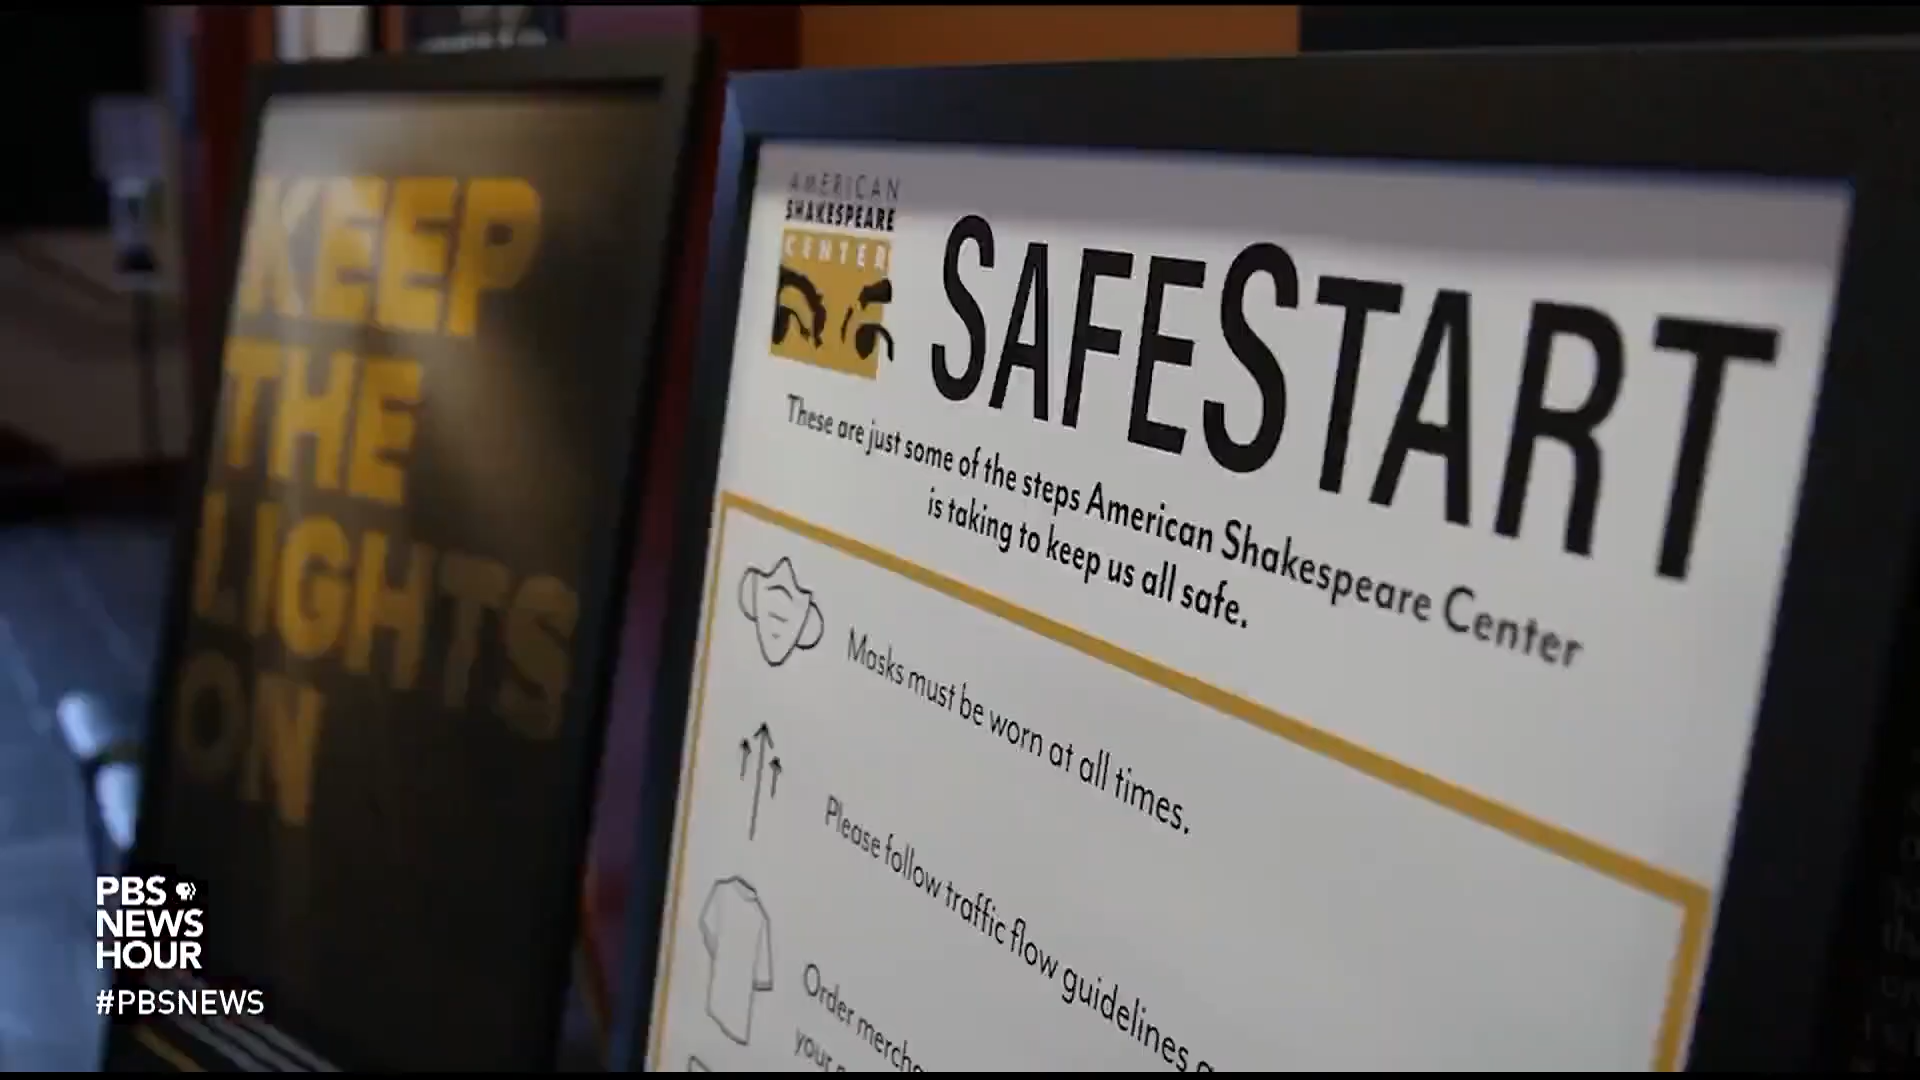 KEEP
THE
LIGHTS
ON
AMERICAN
SHAKESPEARE
CENTER
SAFESTART
These are just some of the steps American Shakespeare Center
is taking to keep us all safe.
Masks must be worn at all times.
Please follow traffic flow guidelines
Order
your
PBS
NEWS
HOUR
#PBSNEWS